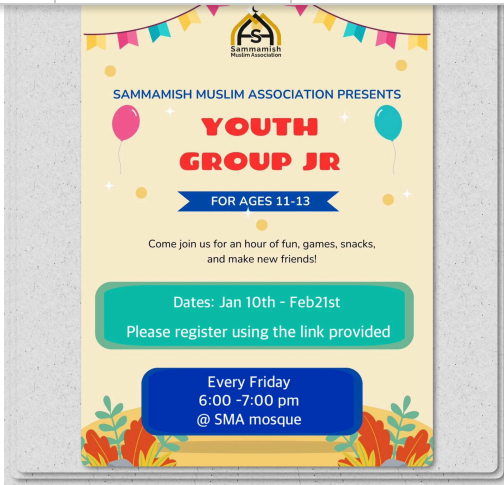 SMA
Sammamish
Muslim Association
SAMMAMISH MUSLIM ASSOCIATION PRESENTS
YOUTH
GROUP JR
FOR AGES 11-13
Come join us for an hour of fun, games, snacks,
and make new friends!
Dates: Jan 10th - Feb21st
Please register using the link provided
Every Friday
6:00 -7:00 pm
@ SMA mosque